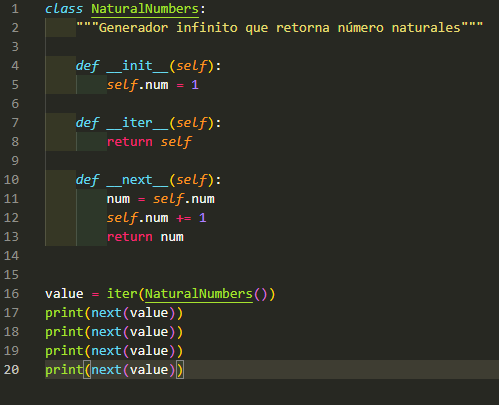 1 class NaturalNumbers:
2     """Generador infinito que retorna número naturales"""
3
4     def __init__(self):
5         self.num = 1
6
7     def __iter__(self):
8         return self
9
10     def __next__(self):
11         num = self.num
12         self.num += 1
13         return num
14
15
16 value = iter(NaturalNumbers())
17 print(next(value))
18 print(next(value))
19 print(next(value))
20 print(next(value))